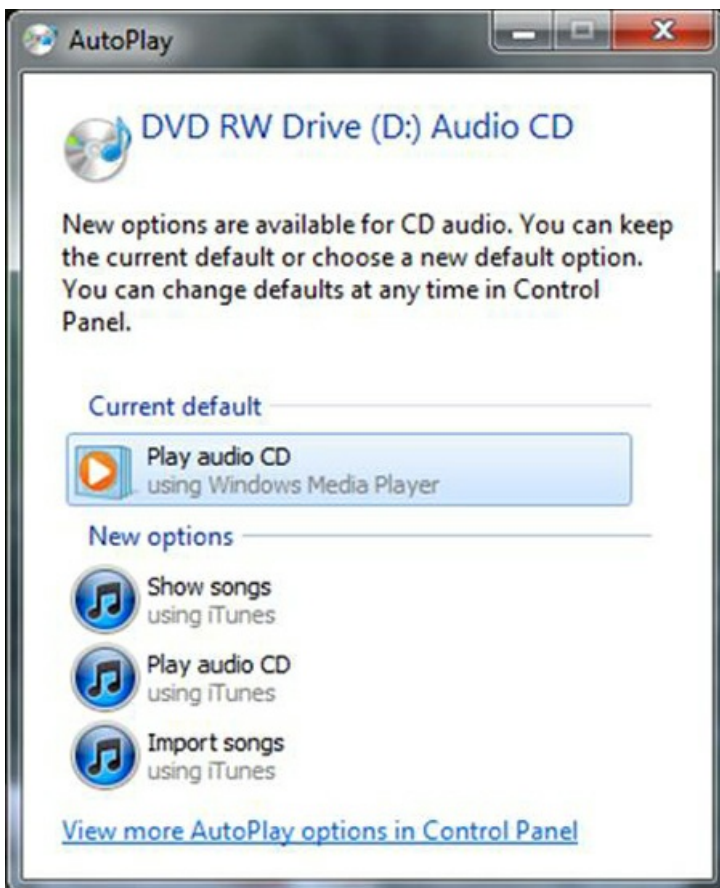 AutoPlay
DVD RW Drive (D:) Audio CD
New options are available for CD audio. You can keep
the current default or choose a new default option.
You can change defaults at any time in Control
Panel.
Current default
Play audio CD
using Windows Media Player
New options
Show songs
using iTunes
Play audio CD
using iTunes
Import songs
using iTunes
View more AutoPlay options in Control Panel